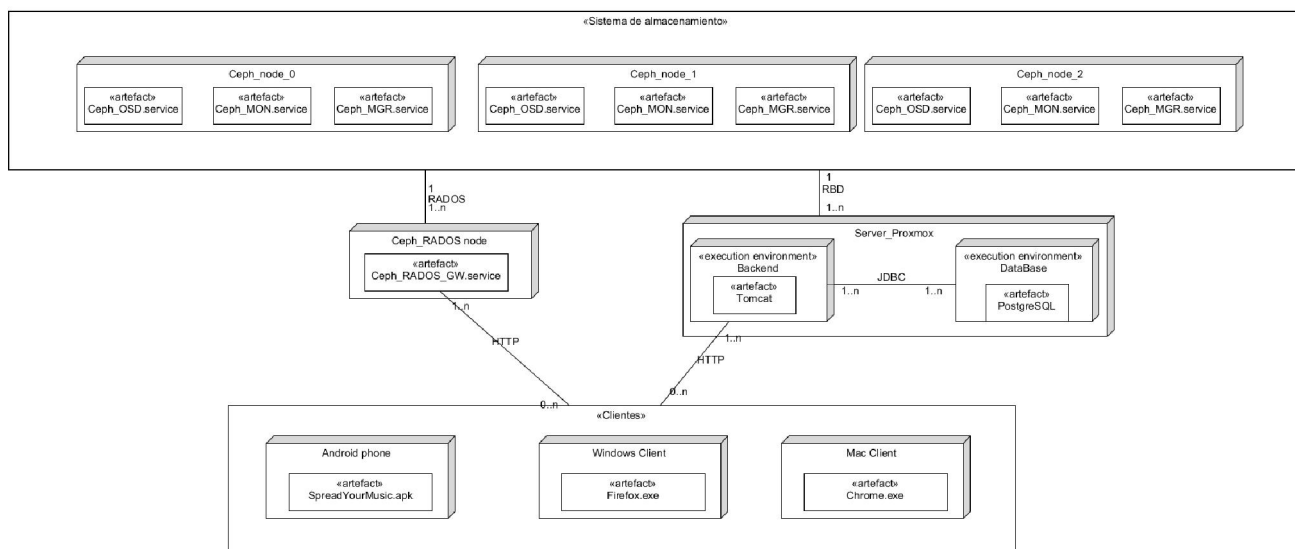 «Sistema de almacenamiento»
Ceph_node_0
«artefact»
Ceph_OSD.service
«artefact»
Ceph_MON.service
«artefact»
Ceph_MGR.service
Ceph_node_1
«artefact»
Ceph_OSD.service
«artefact»
Ceph_MON.service
«artefact»
Ceph_MGR.service
Ceph_node_2
«artefact»
Ceph_OSD.service
«artefact»
Ceph_MON.service
«artefact»
Ceph_MGR.service
1
RADOS
1..n
1
RBD
1..n
Ceph_RADOS node
«artefact»
Ceph_RADOS_GW.service
Server_Proxmox
«execution environment»
Backend
«artefact»
Tomcat
JDBC
1..n
1..n
«execution environment»
DataBase
«artefact»
PostgreSQL
1..n
HTTP
0..n
1..n
HTTP
0..n
«Clientes»
Android phone
«artefact»
SpreadYourMusic.apk
Windows Client
«artefact»
Firefox.exe
Mac Client
«artefact»
Chrome.exe